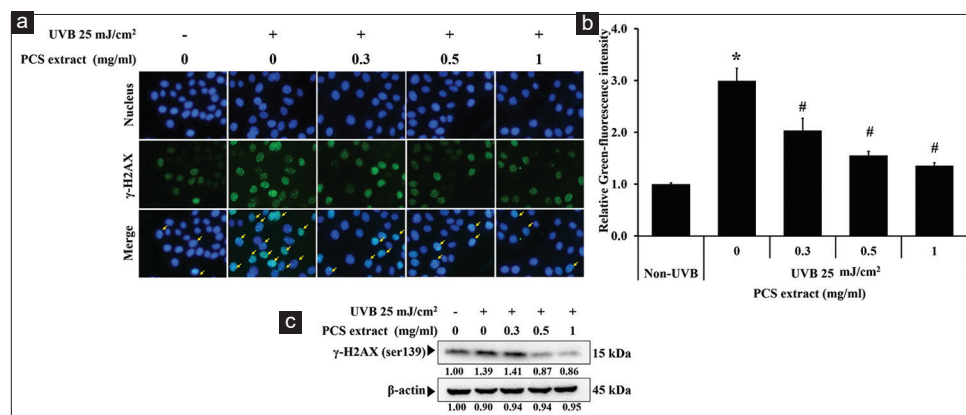 a
UVB 25 mJ/cm² - + + + +
PCS extract (mg/ml) 0 0 0.3 0.5 1
Nucleus
γ-H2AX
Merge
b
Relative Green-fluorescence intensity
4.0
3.0
2.0
1.0
0.0
* # # #
0 0.3 0.5 1
Non-UVB UVB 25 mJ/cm²
PCS extract (mg/ml)
c
UVB 25 mJ/cm² - + + + +
PCS extract (mg/ml) 0 0 0.3 0.5 1
γ-H2AX (ser139) 15 kDa
1.00 1.39 1.41 0.87 0.86
β-actin 45 kDa
1.00 0.90 0.94 0.94 0.95